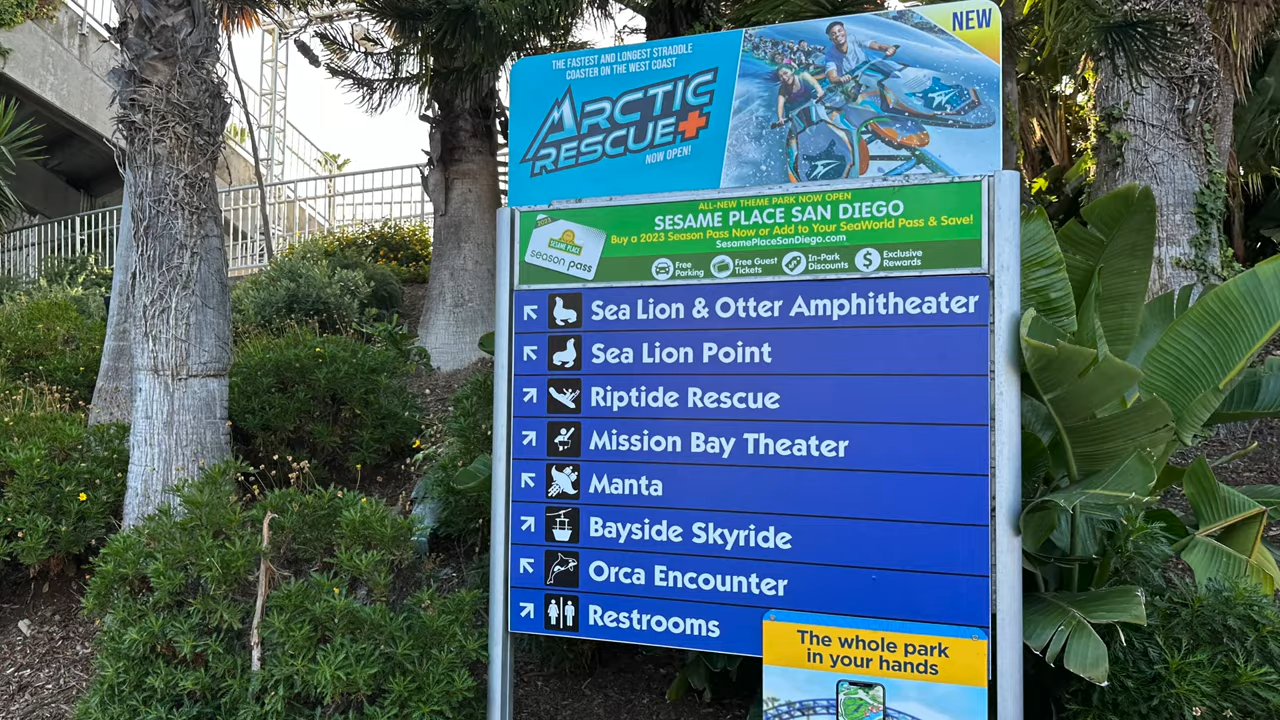 NEW
THE FASTEST AND LONGEST STRADDLE
COASTER ON THE WEST COAST
ARCTIC
RESCUE
NOW OPEN!
ALL-NEW THEME PARK NOW OPEN
SESAME PLACE SAN DIEGO
Buy a 2023 Season Pass Now or Add to Your SeaWorld Pass & Save!
SesamePlaceSanDiego.com
2023
SESAME PLACE
season pass
Free
Parking
Free Guest
Tickets
In-Park
Discounts
$
Exclusive
Rewards
Sea Lion & Otter Amphitheater
Sea Lion Point
Riptide Rescue
Mission Bay Theater
Manta
Bayside Skyride
Orca Encounter
Restrooms
The whole park
in your hands